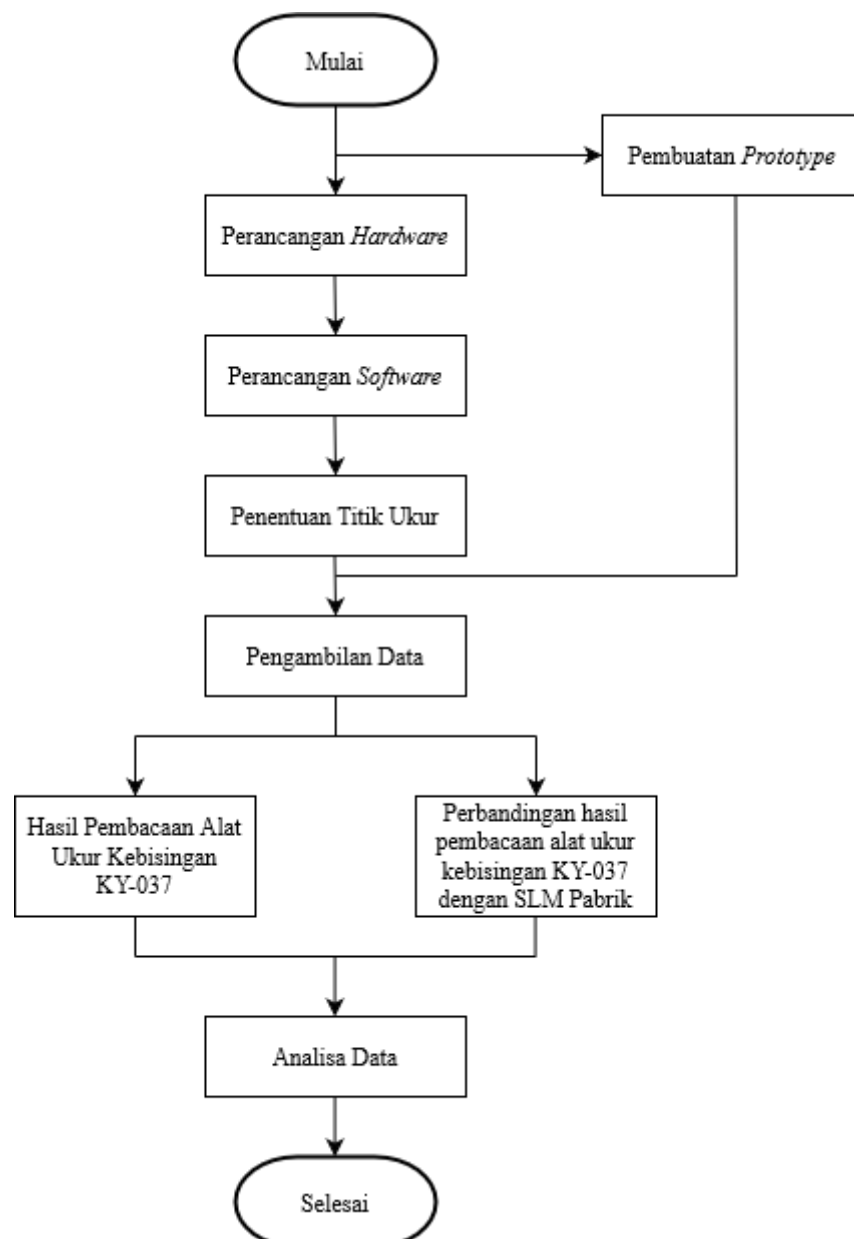 Mulai
Pembuatan Prototype
Perancangan Hardware
Perancangan Software
Penentuan Titik Ukur
Pengambilan Data
Hasil Pembacaan Alat
Ukur Kebisingan
KY-037
Perbandingan hasil
pembacaan alat ukur
kebisingan KY-037
dengan SLM Pabrik
Analisa Data
Selesai